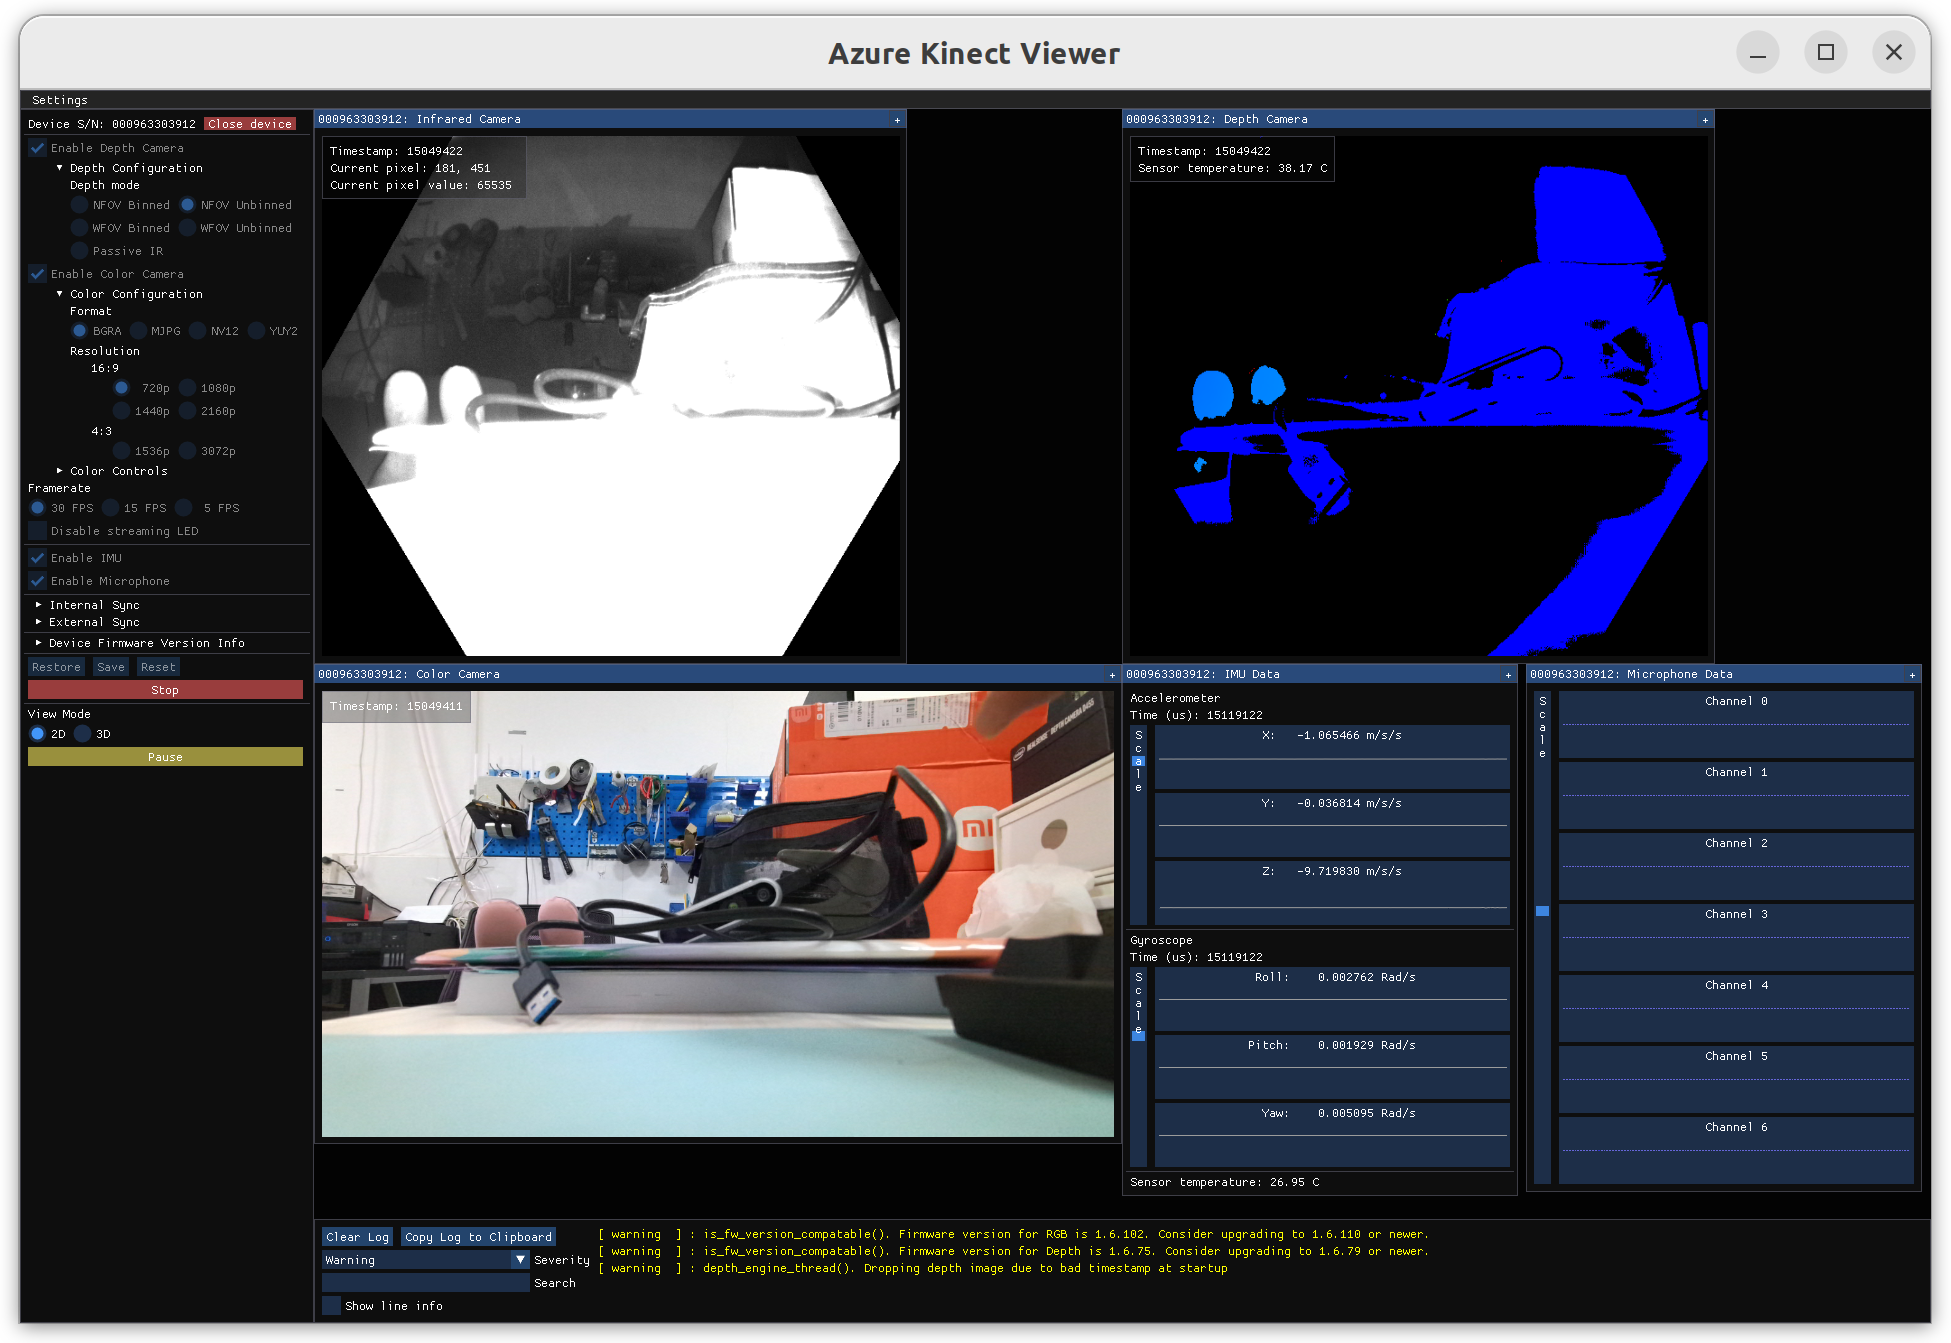 Azure Kinect Viewer
Settings
Device S/N: 000963303912 Close device
Enable Depth Camera
Depth Configuration
Depth mode
NFOV Binned NFOV Unbinned
WFOV Binned WFOV Unbinned
Passive IR
Enable Color Camera
Color Configuration
Format
BGRA MJPG NV12 YUY2
Resolution
16:9
720p 1080p
1440p 2160p
4:3
1536p 3072p
Color Controls
Framerate
30 FPS 15 FPS 5 FPS
Disable streaming LED
Enable IMU
Enable Microphone
Internal Sync
External Sync
Device Firmware Version Info
Restore Save Reset
Stop
View Mode
2D 3D
Pause
000963303912: Infrared Camera +
Timestamp: 15049422
Current pixel: 181, 451
Current pixel value: 65535
000963303912: Depth Camera +
Timestamp: 15049422
Sensor temperature: 38.17 C
000963303912: Color Camera +
Timestamp: 15049411
mi
000963303912: IMU Data +
Accelerometer
Time (us): 15119122
Scale
X: -1.065466 m/s/s
Y: -0.036814 m/s/s
Z: -9.719830 m/s/s
Gyroscope
Time (us): 15119122
Scale
Roll: 0.002762 Rad/s
Pitch: 0.001929 Rad/s
Yaw: 0.005095 Rad/s
Sensor temperature: 26.95 C
000963303912: Microphone Data +
Scale
Channel 0
Channel 1
Channel 2
Channel 3
Channel 4
Channel 5
Channel 6
Clear Log Copy Log to Clipboard
Warning Severity
Search
Show line info
[ warning ] : is_fw_version_compatable(). Firmware version for RGB is 1.6.102. Consider upgrading to 1.6.110 or newer.
[ warning ] : is_fw_version_compatable(). Firmware version for Depth is 1.6.75. Consider upgrading to 1.6.79 or newer.
[ warning ] : depth_engine_thread(). Dropping depth image due to bad timestamp at startup